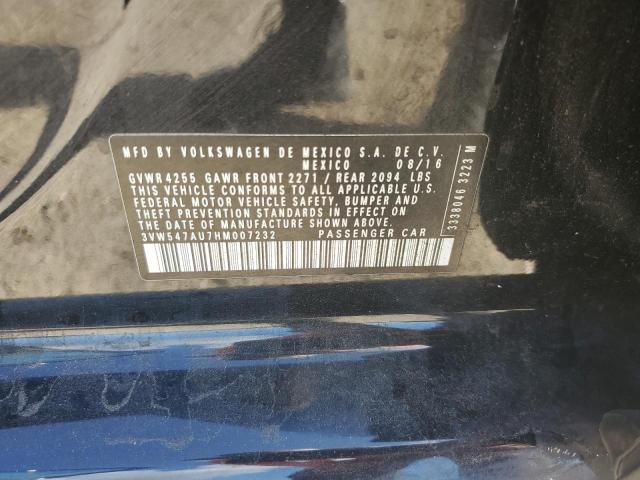 MFD BY VOLKSWAGEN DE MEXICO S.A. DE C.V.
MEXICO 08/16
GVWR 4255 GAWR FRONT 2271 / REAR 2094 LBS
THIS VEHICLE CONFORMS TO ALL APPLICABLE U.S.
FEDERAL MOTOR VEHICLE SAFETY, BUMPER AND
THEFT PREVENTION STANDARDS IN EFFECT ON
THE DATE OF MANUFACTURE SHOWN ABOVE.
3VW547AU7HM007232 PASSENGER CAR
3338046 3223 M